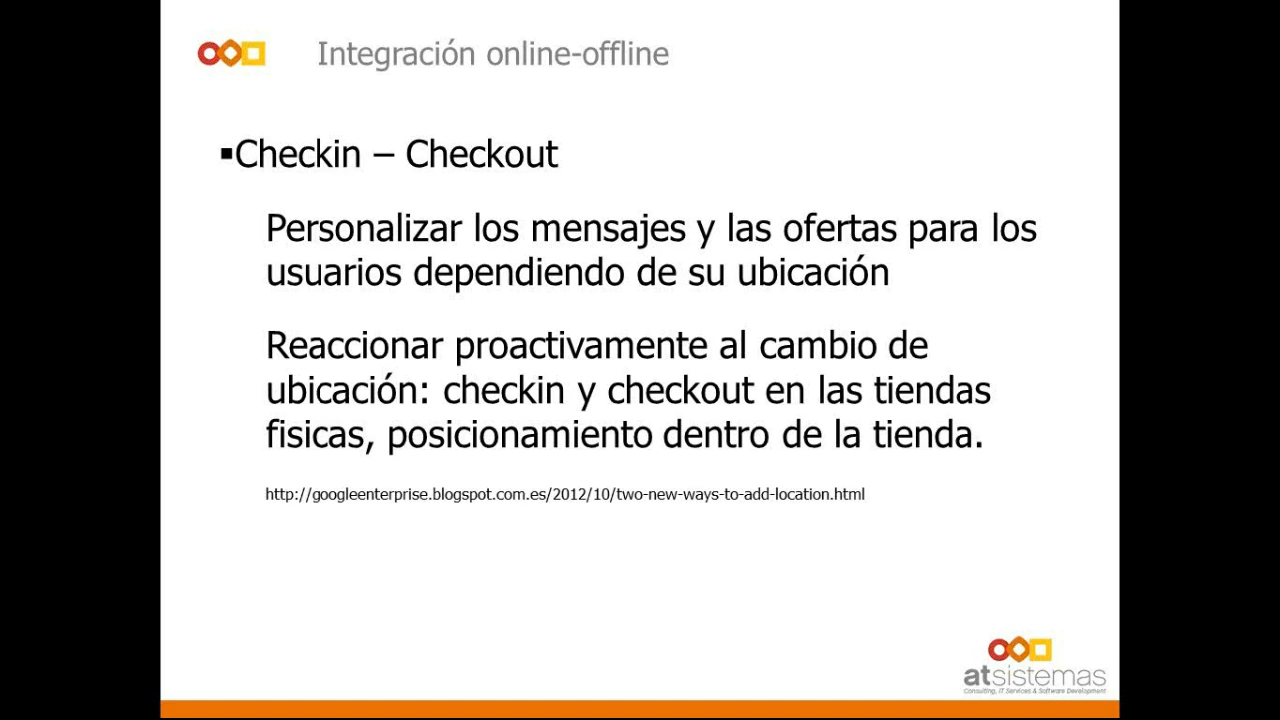 Integración online-offline
▪Checkin – Checkout
Personalizar los mensajes y las ofertas para los
usuarios dependiendo de su ubicación
Reaccionar proactivamente al cambio de
ubicación: checkin y checkout en las tiendas
fisicas, posicionamiento dentro de la tienda.
http://googleenterprise.blogspot.com.es/2012/10/two-new-ways-to-add-location.html
atsistemas
Consulting, IT Services & Software Development